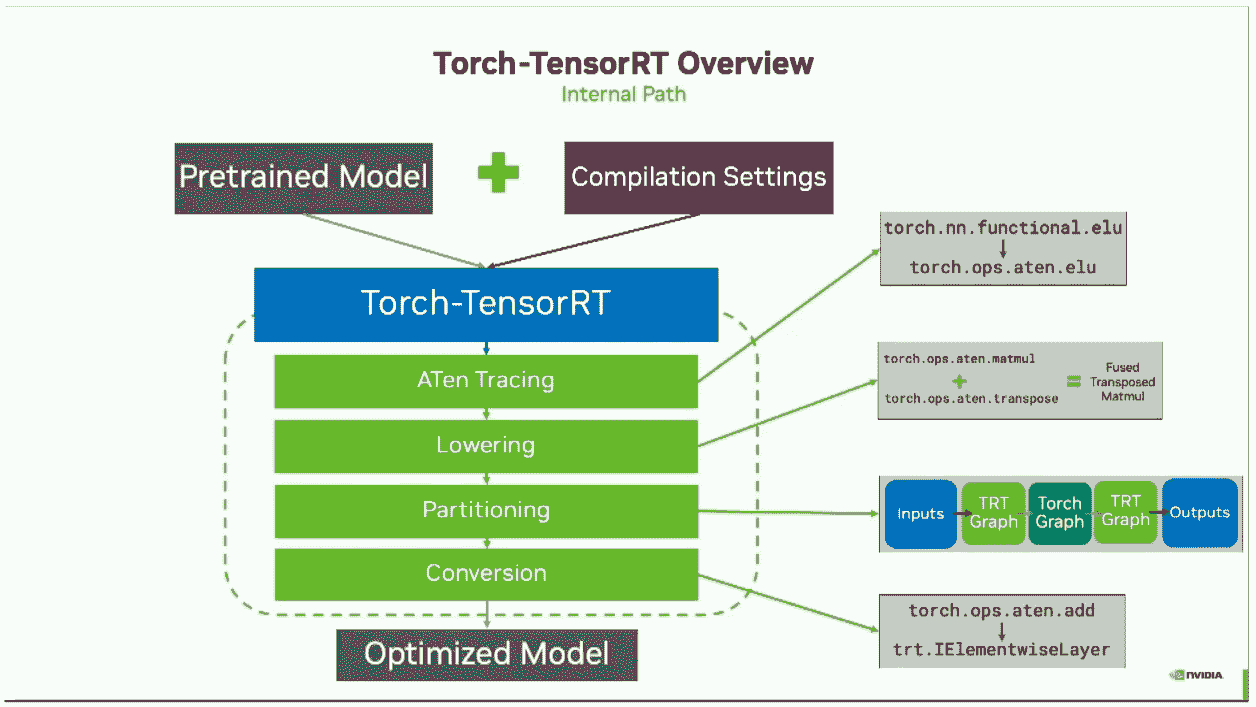 Torch-TensorRT Overview
Internal Path
Pretrained Model
Compilation Settings
Torch-TensorRT
ATen Tracing
Lowering
Partitioning
Conversion
Optimized Model
torch.nn.functional.elu
torch.ops.aten.elu
torch.ops.aten.matmul
torch.ops.aten.transpose
Fused
Transposed
Matmul
Inputs
TRT
Graph
Torch
Graph
TRT
Graph
Outputs
torch.ops.aten.add
trt.IElementwiseLayer
NVIDIA